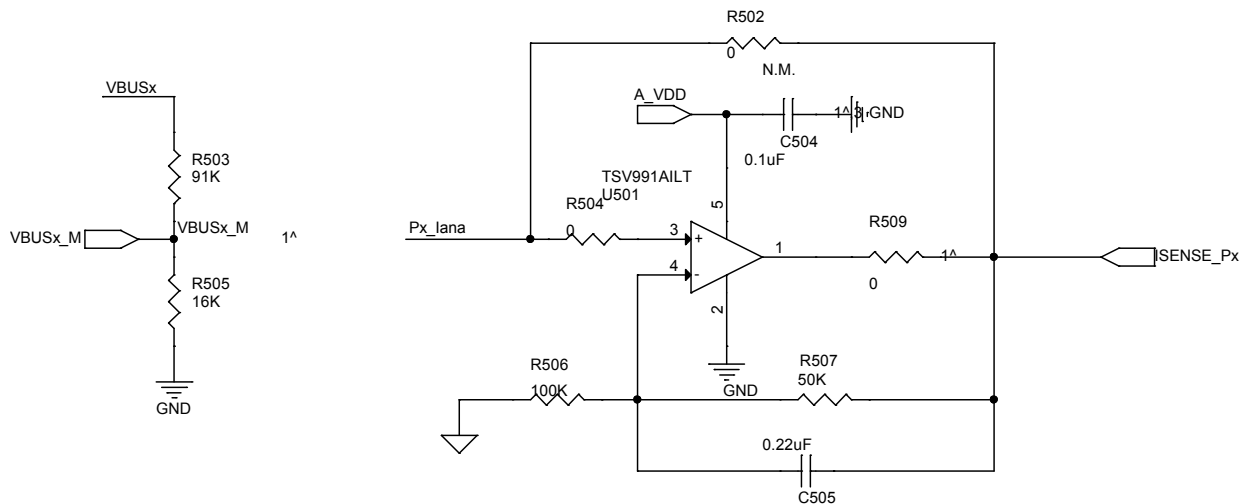 R502
0
N.M.
VBUSx
A_VDD
1^ 3
GND
C504
0.1uF
R503
91K
TSV991AILT
U501
5
R504
0
R509
VBUSx_M
VBUSx_M
1^
Px_Iana
3
+
1
1^
ISENSE_Px
4
-
0
R505
16K
2
R506
100K
GND
R507
50K
GND
0.22uF
C505